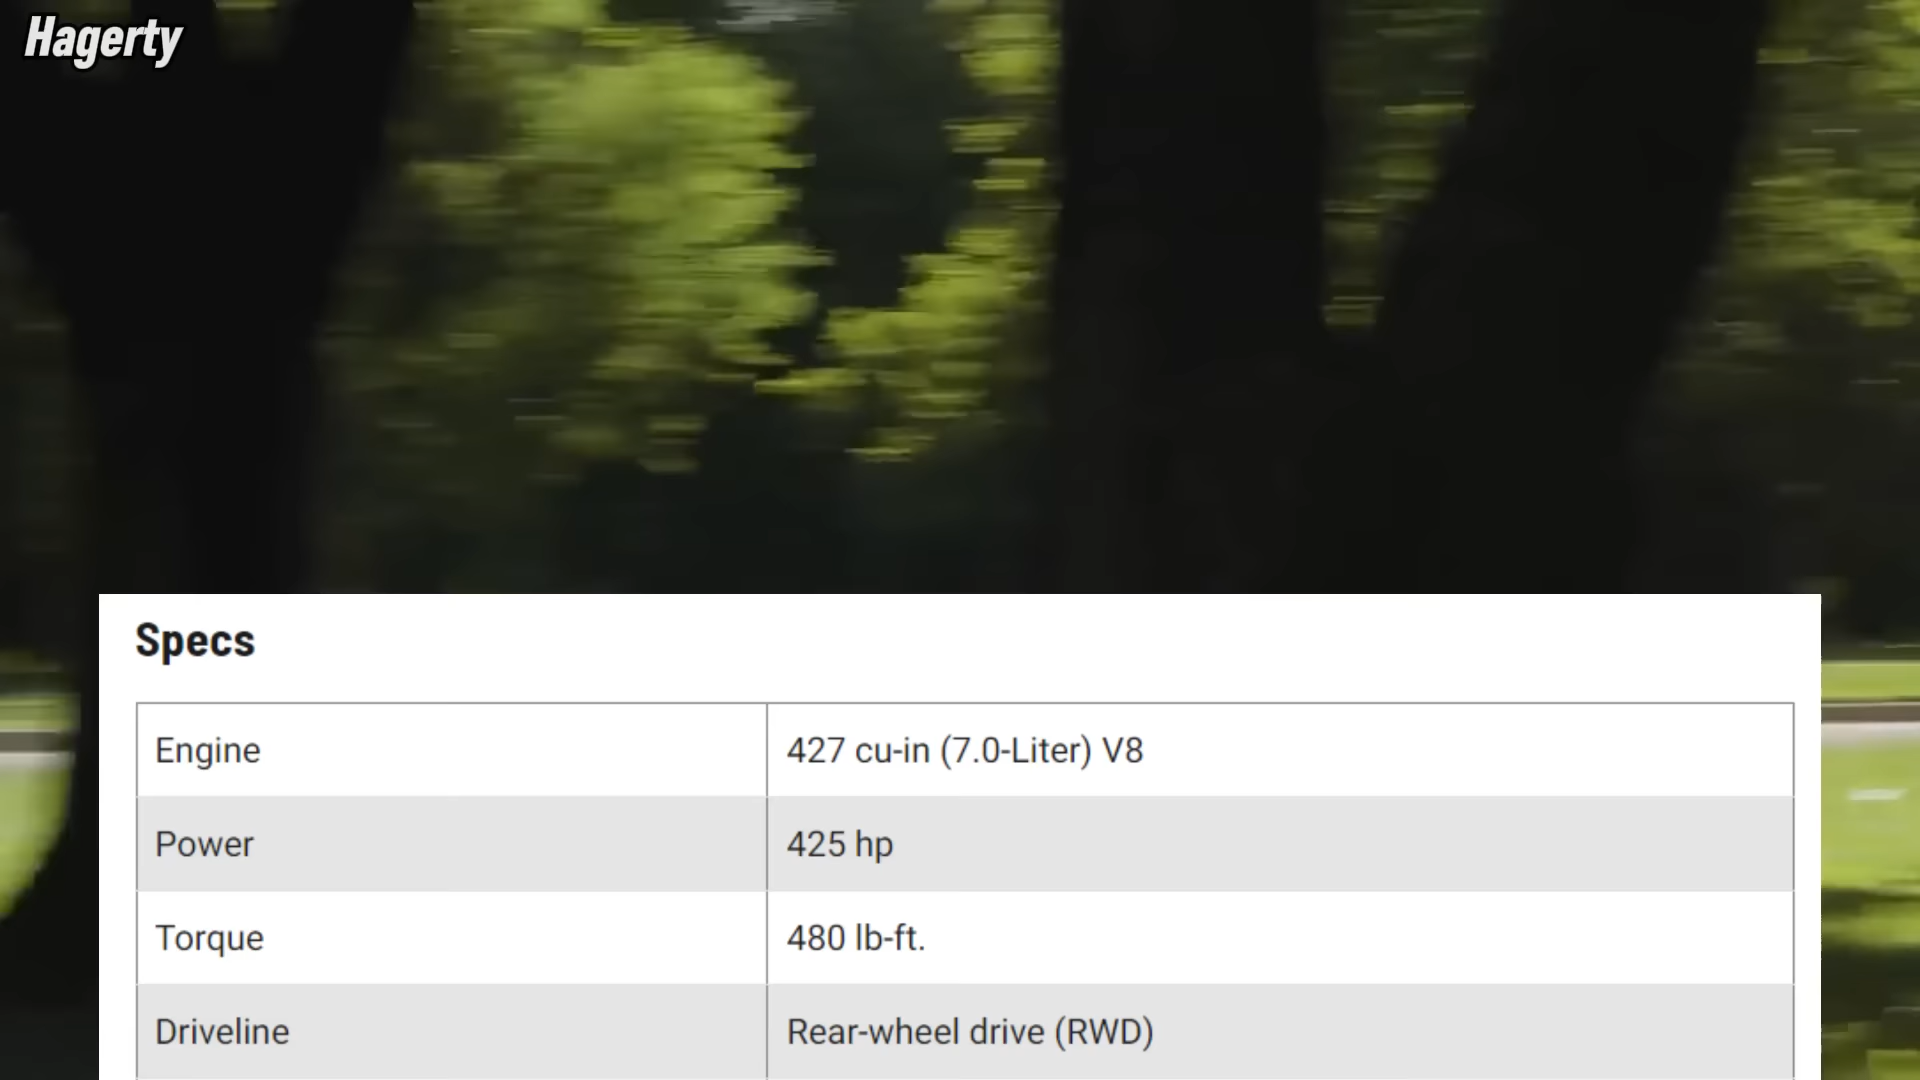 Hagerty
Specs
Engine 427 cu-in (7.0-Liter) V8
Power 425 hp
Torque 480 lb-ft.
Driveline Rear-wheel drive (RWD)